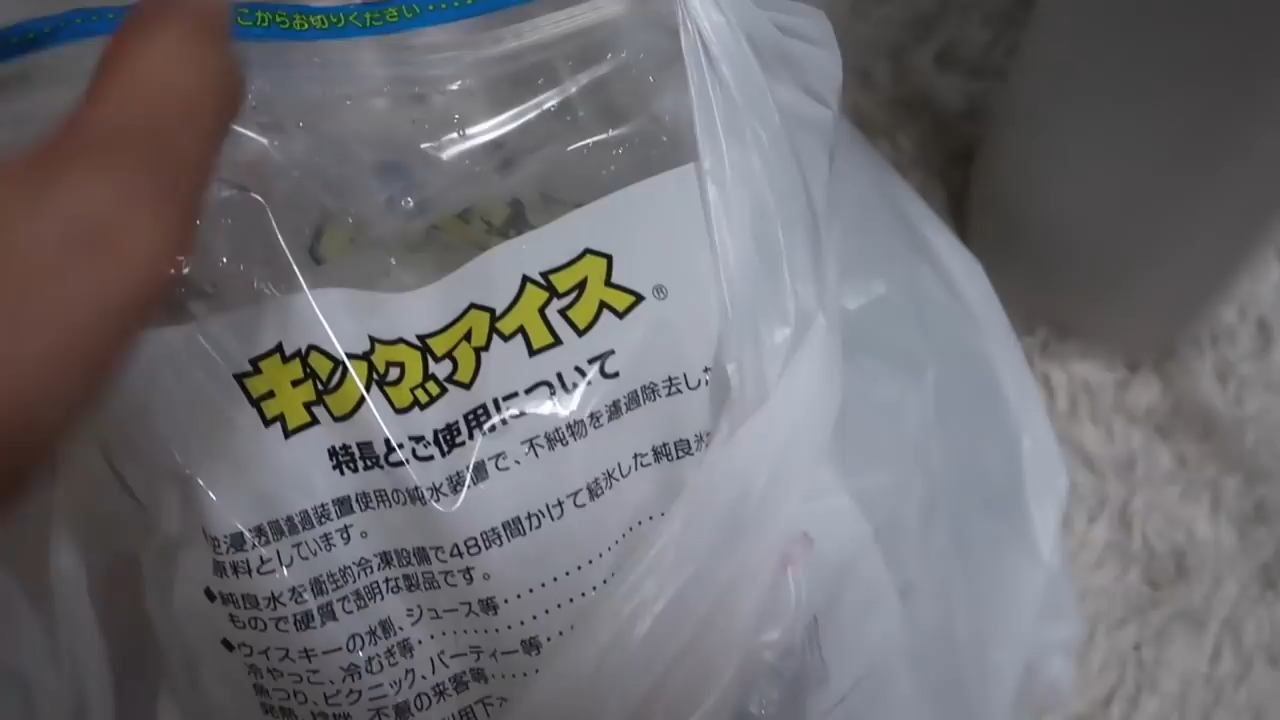 こからお切りください
キングアイス®
特長とご使用について
逆浸透膜濾過装置使用の純水装置で、不純物を濾過除去した
原料としています。
◆純良水を衛生的冷凍設備で48時間かけて結氷した純良氷
もので硬質で透明な製品です。
◆ウイスキーの水割、ジュース等
冷やっこ、冷むぎ等
魚つり、ピクニック、パーティー等
不意の来客等